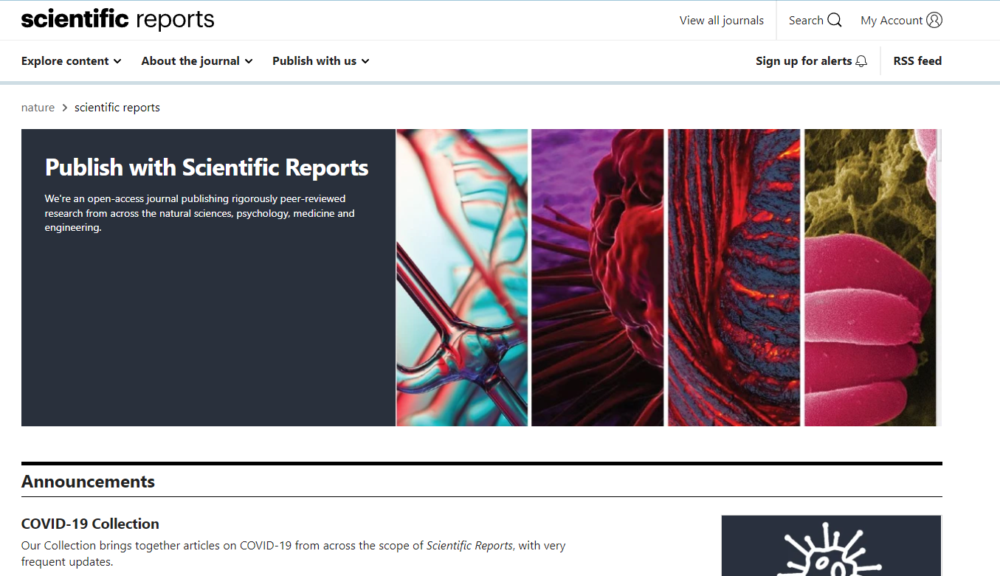 scientific reports
View all journals
Search
My Account
Explore content
About the journal
Publish with us
Sign up for alerts
RSS feed
nature
scientific reports
Publish with Scientific Reports
We're an open-access journal publishing rigorously peer-reviewed
research from across the natural sciences, psychology, medicine and
engineering.
Announcements
COVID-19 Collection
Our Collection brings together articles on COVID-19 from across the scope of Scientific Reports, with very
frequent updates.